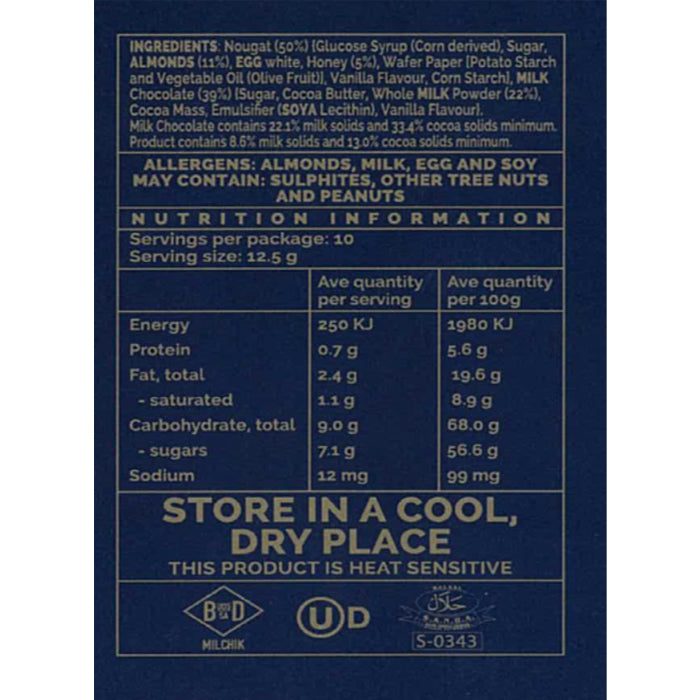 INGREDIENTS: Nougat (50%) [Glucose Syrup (Corn derived), Sugar,
ALMONDS (11%), EGG white, Honey (5%), Wafer Paper [Potato Starch
and Vegetable Oil (Olive Fruit)], Vanilla Flavour, Corn Starch], MILK
Chocolate (39%) [Sugar, Cocoa Butter, Whole MILK Powder (22%),
Cocoa Mass, Emulsifier (SOYA Lecithin), Vanilla Flavour}.
Milk Chocolate contains 22.1% milk solids and 33.4% cocoa solids minimum.
Product contains 8.6% milk solids and 13.0% cocoa solids minimum.
ALLERGENS: ALMONDS, MILK, EGG AND SOY
MAY CONTAIN: SULPHITES, OTHER TREE NUTS
AND PEANUTS
NUTRITION INFORMATION
Servings per package: 10
Serving size: 12.5 g
Ave quantity per serving Ave quantity per 100g
Energy 250 KJ 1980 KJ
Protein 0.7 g 5.6 g
Fat, total 2.4 g 19.6 g
- saturated 1.1 g 8.9 g
Carbohydrate, total 9.0 g 68.0 g
- sugars 7.1 g 56.6 g
Sodium 12 mg 99 mg
STORE IN A COOL,
DRY PLACE
THIS PRODUCT IS HEAT SENSITIVE
B UOS SA D
MILCHIK
U D
حلال
S-0343